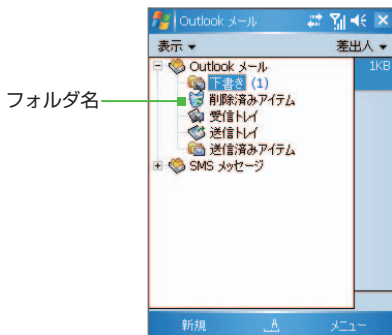 Outlook メール
表示 差出人
Outlook メール 1KB
下書き (1)
フォルダ名
削除済みアイテム
受信トレイ
送信トレイ
送信済みアイテム
SMS メッセージ
新規 メニュー